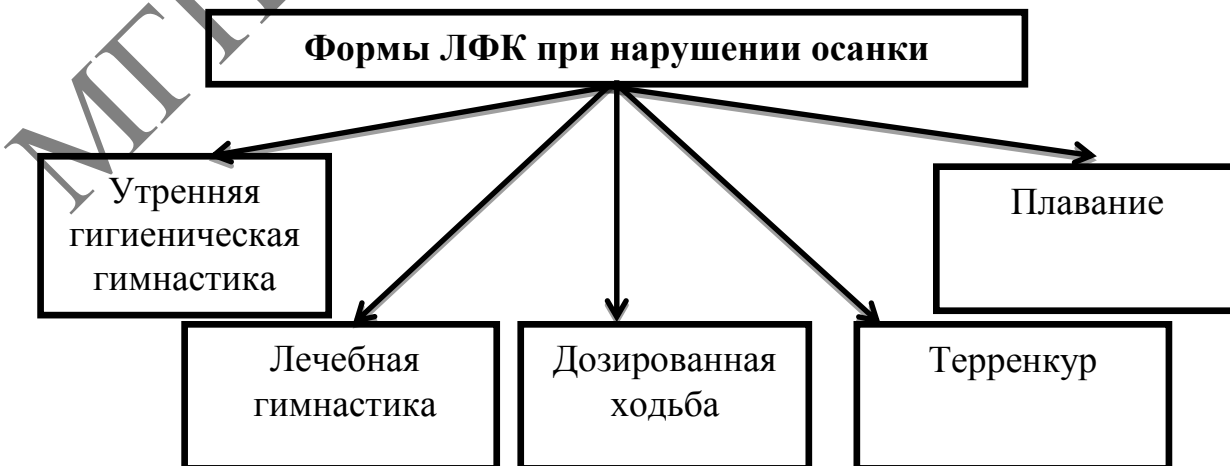 Формы ЛФК при нарушении осанки
Утренняя
гигиеническая
гимнастика
Плавание
Лечебная
гимнастика
Дозированная
ходьба
Терренкур